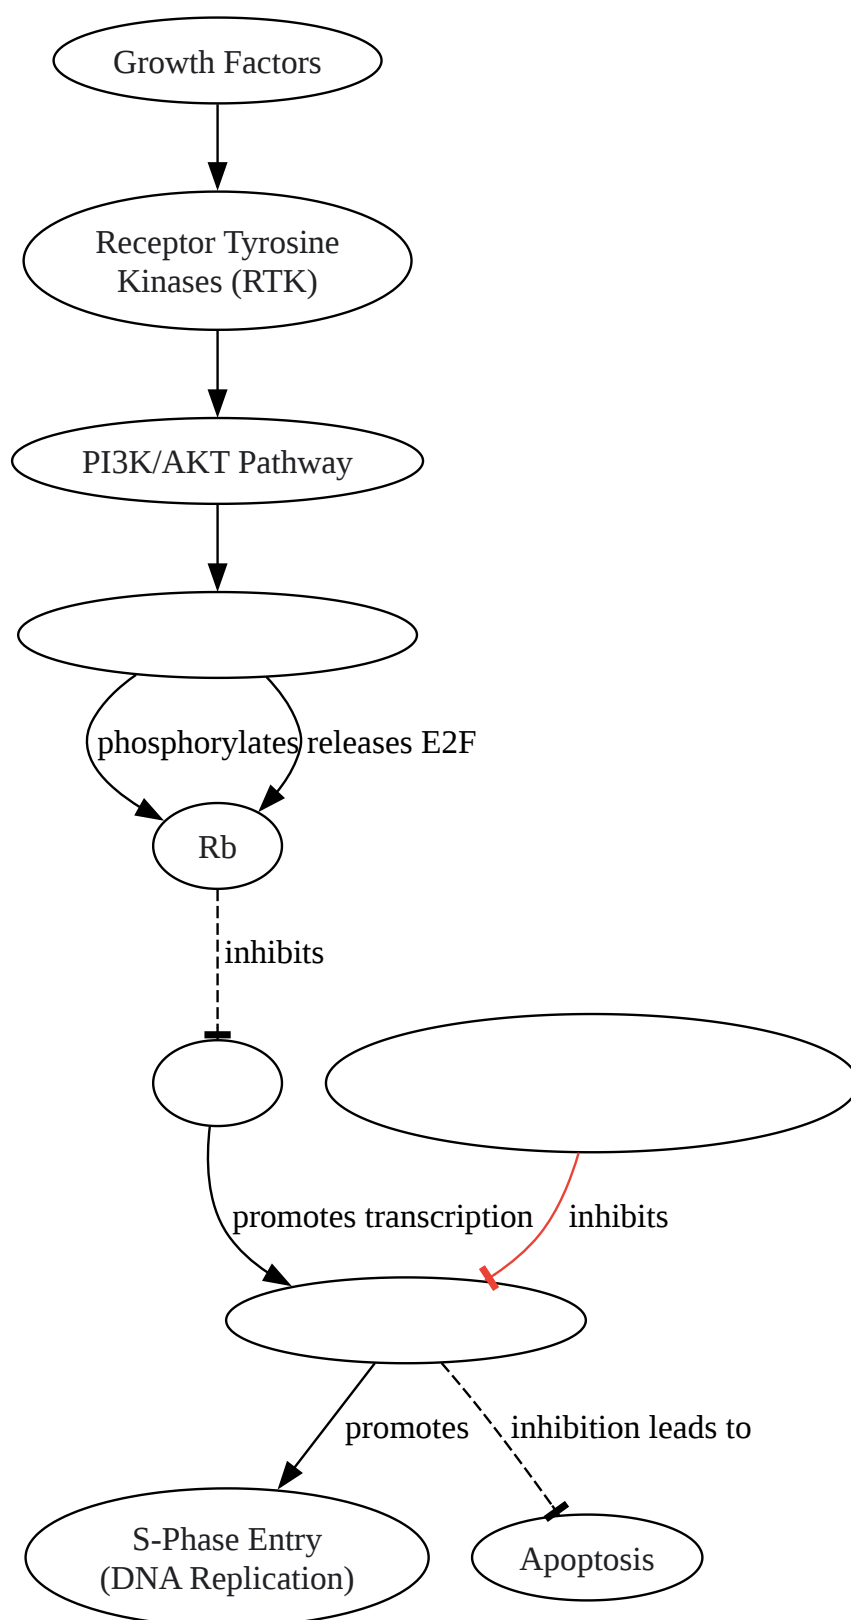 Growth Factors
Receptor Tyrosine
Kinases (RTK)
PI3K/AKT Pathway
phosphorylates
releases E2F
Rb
inhibits
promotes transcription
inhibits
promotes
inhibition leads to
S-Phase Entry
(DNA Replication)
Apoptosis